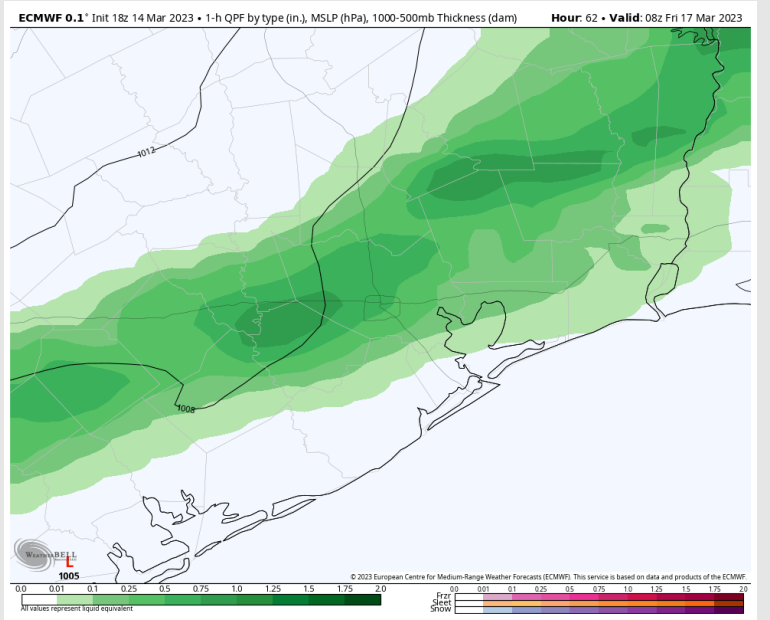 ECMWF 0.1° Init 18z 14 Mar 2023 • 1-h QPF by type (in.), MSLP (hPa), 1000-500mb Thickness (dam)
Hour: 62 • Valid: 08z Fri 17 Mar 2023
1012
1008
WEATHERBELL
L
1005
© 2023 European Centre for Medium-Range Weather Forecasts (ECMWF). This service is based on data and products of the ECMWF.
0.0 0.01 0.1 0.25 0.5 0.75 1.0 1.25 1.5 1.75 2.0
All values represent liquid equivalent
0.0 0.01 0.1 0.25 0.5 0.75 1.0 1.25 1.5 1.75 2.0
Frzr
Sleet
Snow